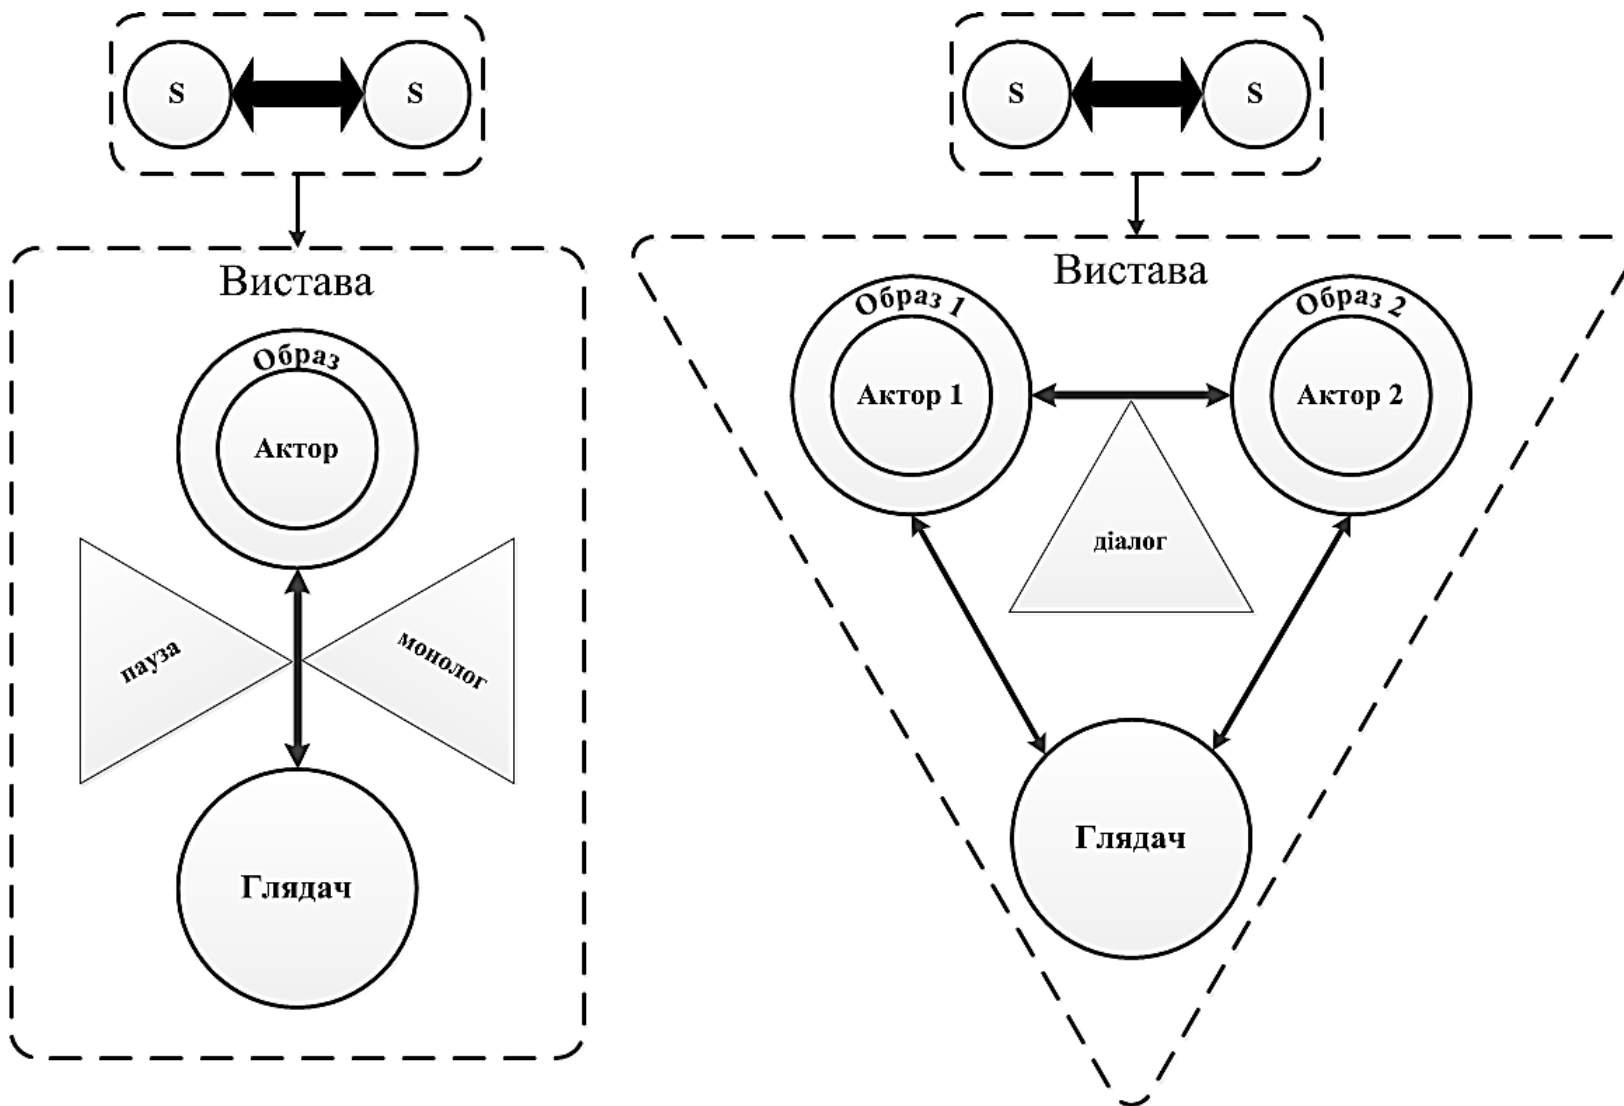 S
S
Вистава
Образ
Актор
пауза
монолог
Глядач
S
S
Вистава
Образ 1
Актор 1
Образ 2
Актор 2
діалог
Глядач